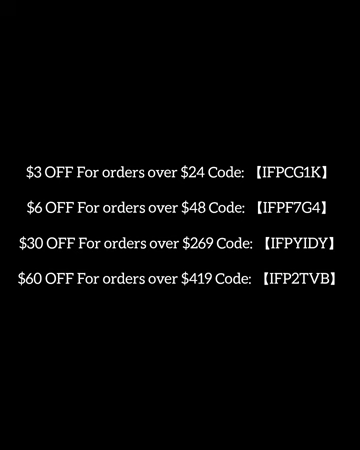 $3 OFF For orders over $24 Code: 【IFPCG1K】
$6 OFF For orders over $48 Code: 【IFPF7G4】
$30 OFF For orders over $269 Code: 【IFPYIDY】
$60 OFF For orders over $419 Code: 【IFP2TVB】